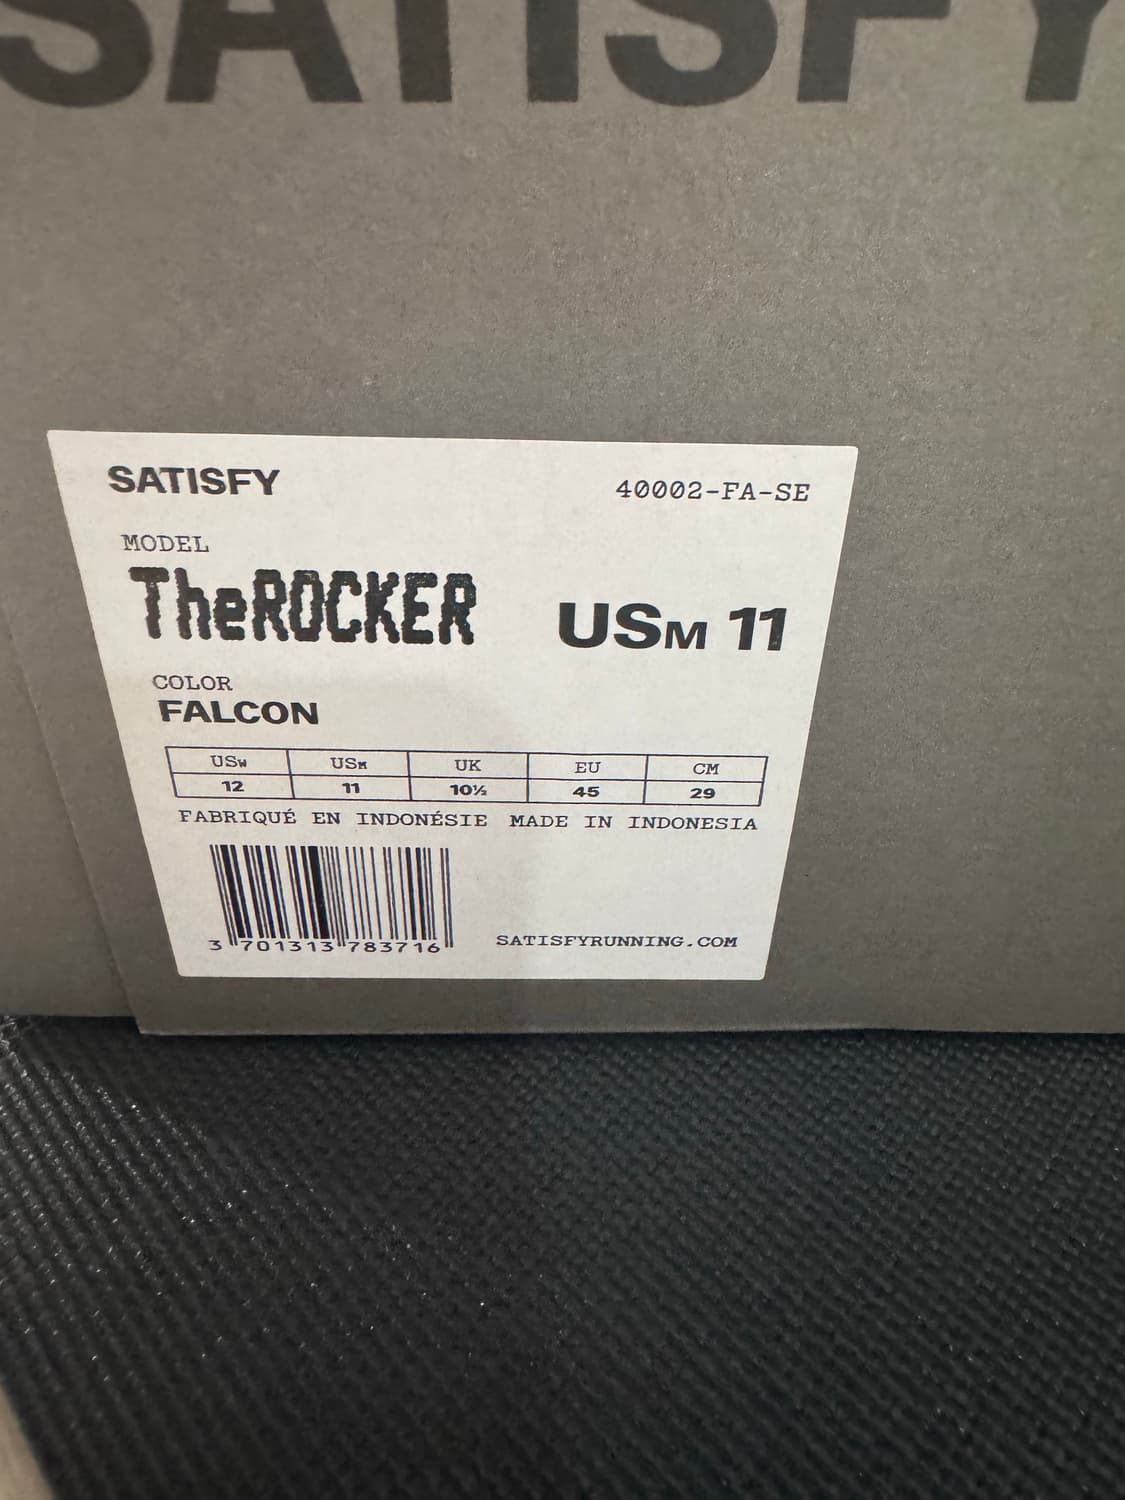 SATISFY
SATISFY
40002-FA-SE
MODEL
TheROCKER
USM 11
COLOR
FALCON
USW USM UK EU CM
12 11 10½ 45 29
FABRIQUÉ EN INDONÉSIE MADE IN INDONESIA
3 701313 783716
SATISFYRUNNING.COM